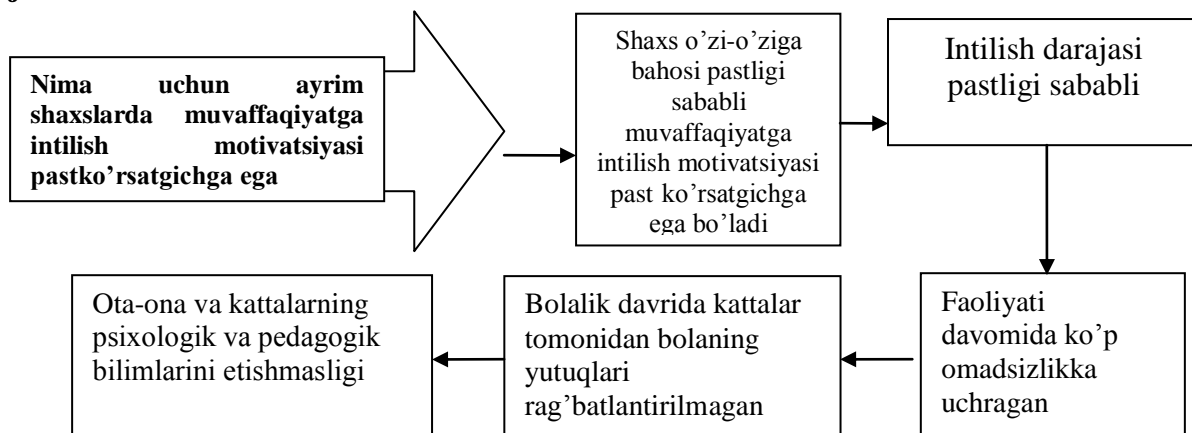 Nima uchun ayrim
shaxslarda muvaffaqiyatga
intilish motivatsiyasi
pastko’rsatgichga ega
Shaxs o’zi-o’ziga
bahosi pastligi
sababli
muvaffaqiyatga
intilish motivatsiyasi
past ko’rsatgichga
ega bo’ladi
Intilish darajasi
pastligi sababli
Faoliyati
davomida ko’p
omadsizlikka
uchragan
Bolalik davrida kattalar
tomonidan bolaning
yutuqlari
rag’batlantirilmagan
Ota-ona va kattalarning
psixologik va pedagogik
bilimlarini etishmasligi